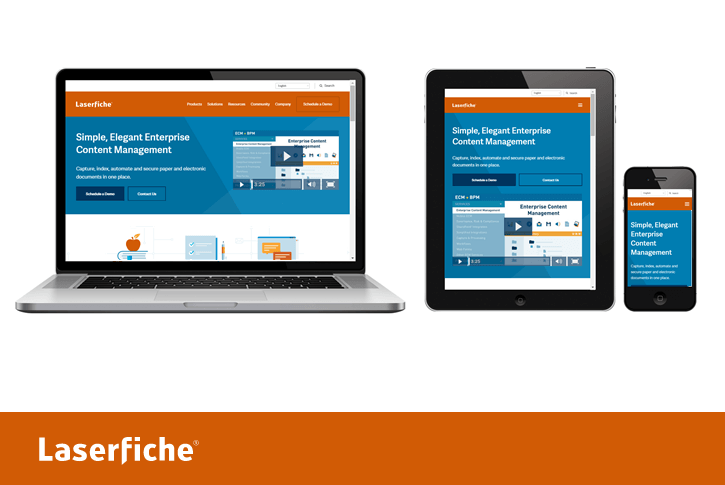 English
Search
Laserfiche®
Products Solutions Resources Community Company Schedule a Demo
Simple, Elegant Enterprise
Content Management
Capture, index, automate and secure paper and electronic
documents in one place.
Schedule a Demo Contact Us
ECM + BPM
Enterprise Content Management
Enterprise Content
Management
3:25
Laserfiche
Simple, Elegant Enterprise
Content Management
Capture, index, automate and secure paper and electronic
documents in one place.
Schedule a Demo Contact Us
ECM + BPM
Enterprise Content Management
Enterprise Content
Management
3:25
Laserfiche
Simple, Elegant
Enterprise
Content
Management
Capture, index, automate and
secure paper and electronic
documents in one place.
Laserfiche®